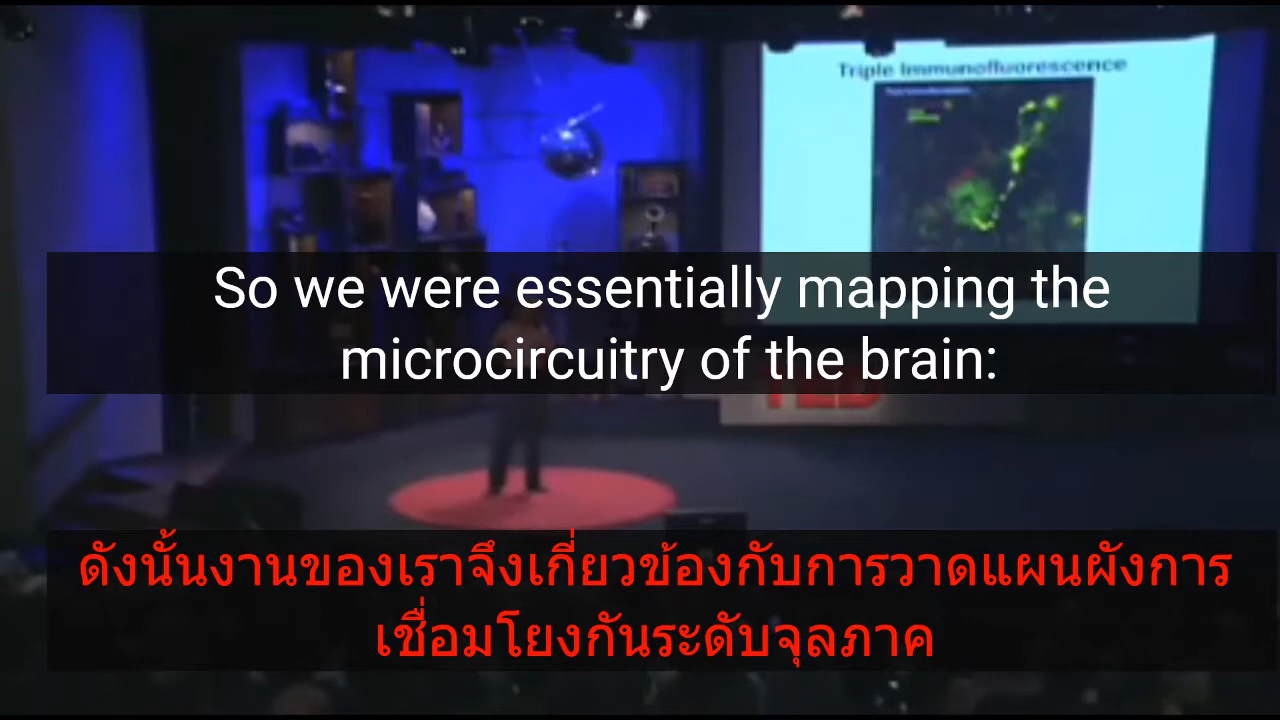 Triple Immunofluorescence
So we were essentially mapping the
microcircuitry of the brain:
TED
ดังนั้นงานของเราจึงเกี่ยวข้องกับการวาดแผนผังการ
เชื่อมโยงกันระดับจุลภาค